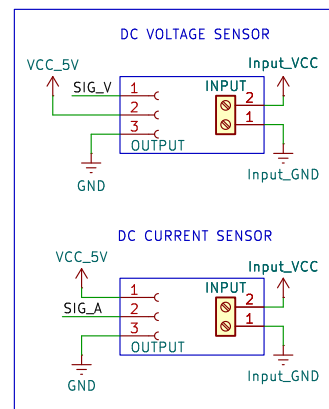 DC VOLTAGE SENSOR
VCC_5V
Input_VCC
SIG_V
1
INPUT
2
2
1
3
OUTPUT
GND
Input_GND
DC CURRENT SENSOR
VCC_5V
Input_VCC
1
INPUT
SIG_A
2
2
1
3
OUTPUT
GND
Input_GND